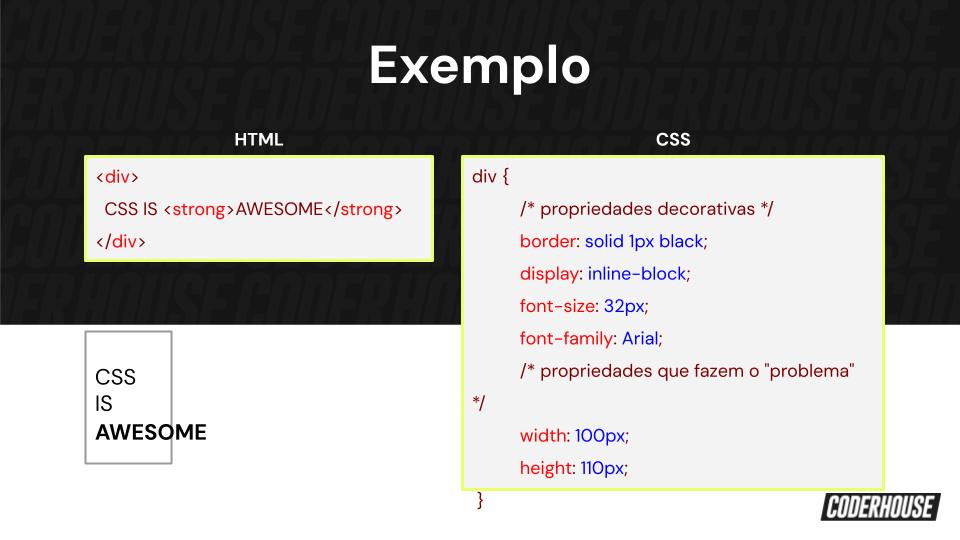 Exemplo
HTML
<div>
CSS IS <strong>AWESOME</strong>
</div>
CSS
div {
/* propriedades decorativas */
border: solid 1px black;
display: inline-block;
font-size: 32px;
font-family: Arial;
/* propriedades que fazem o "problema"
*/
width: 100px;
height: 110px;
}
CSS
IS
AWESOME
CODERHOUSE